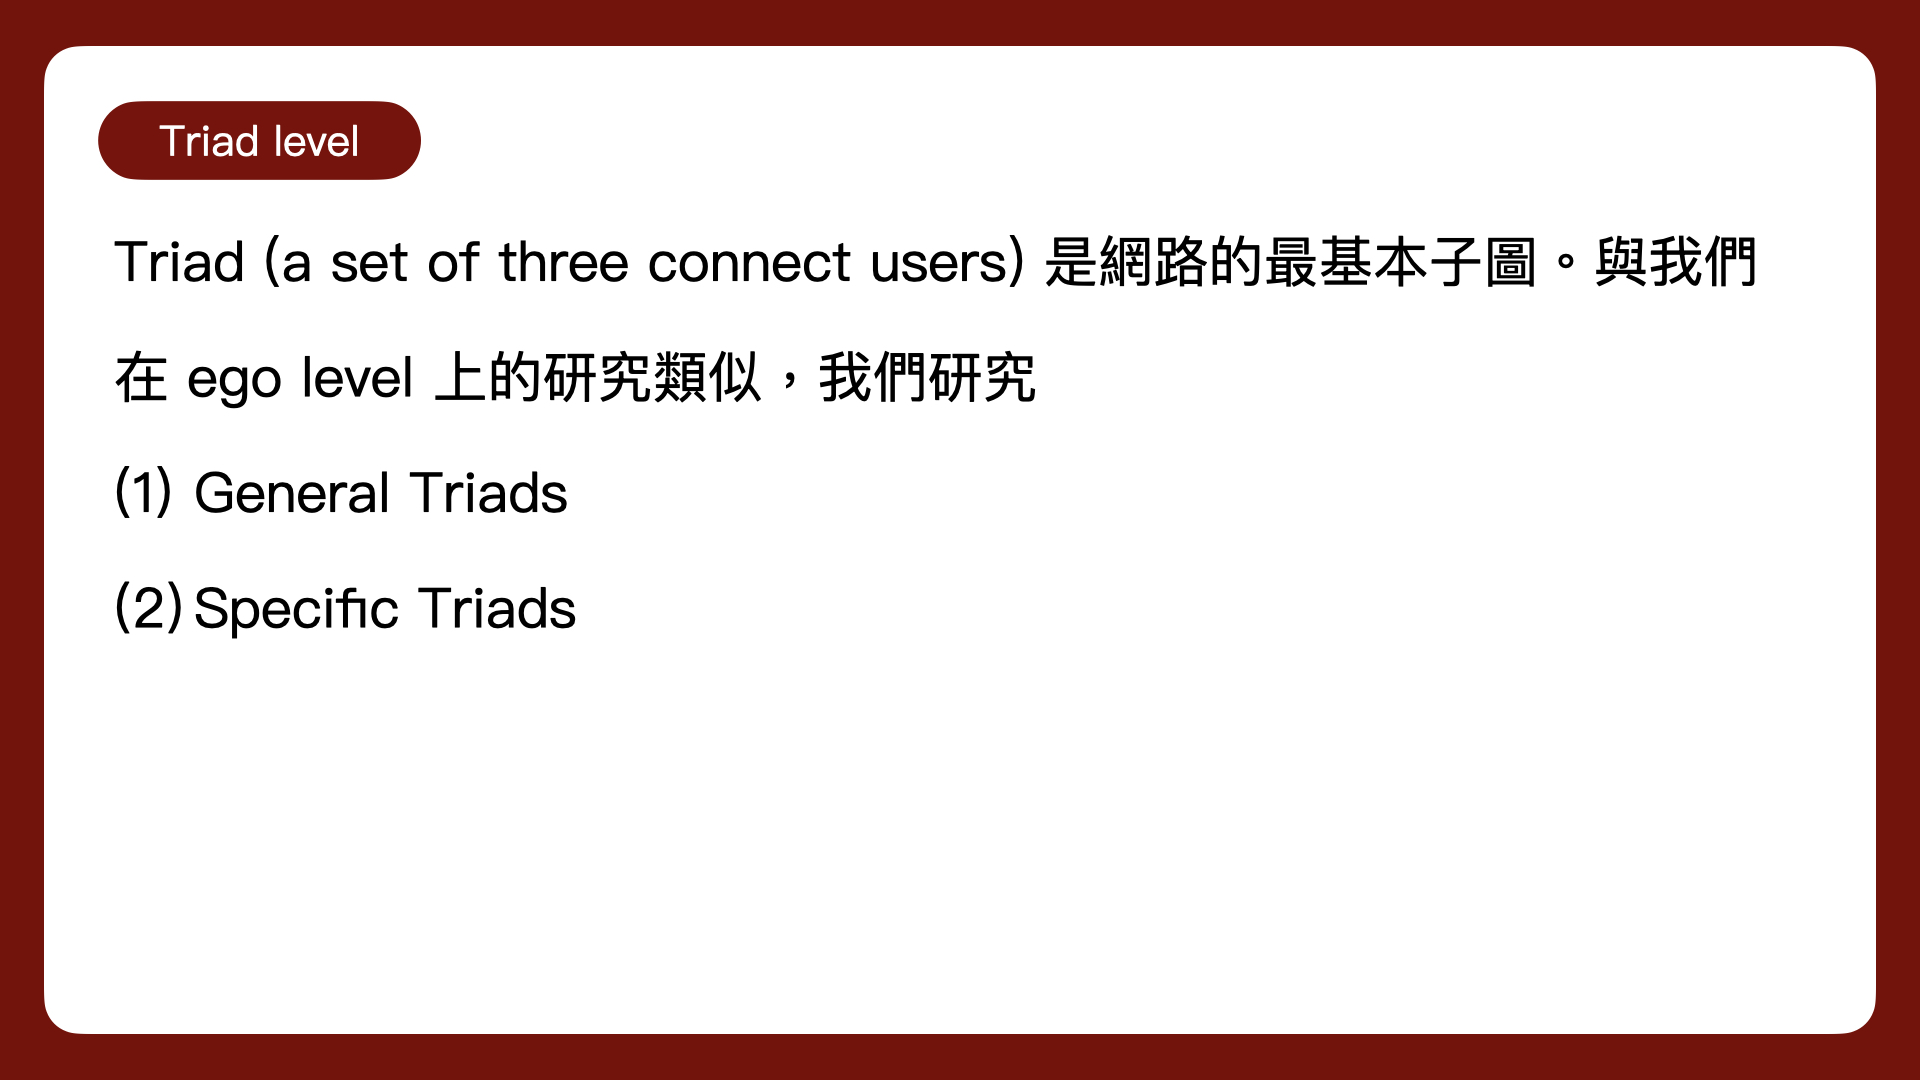 Triad level
Triad (a set of three connect users) 是網路的最基本子圖。與我們
在 ego level 上的研究類似，我們研究
(1) General Triads
(2) Specific Triads